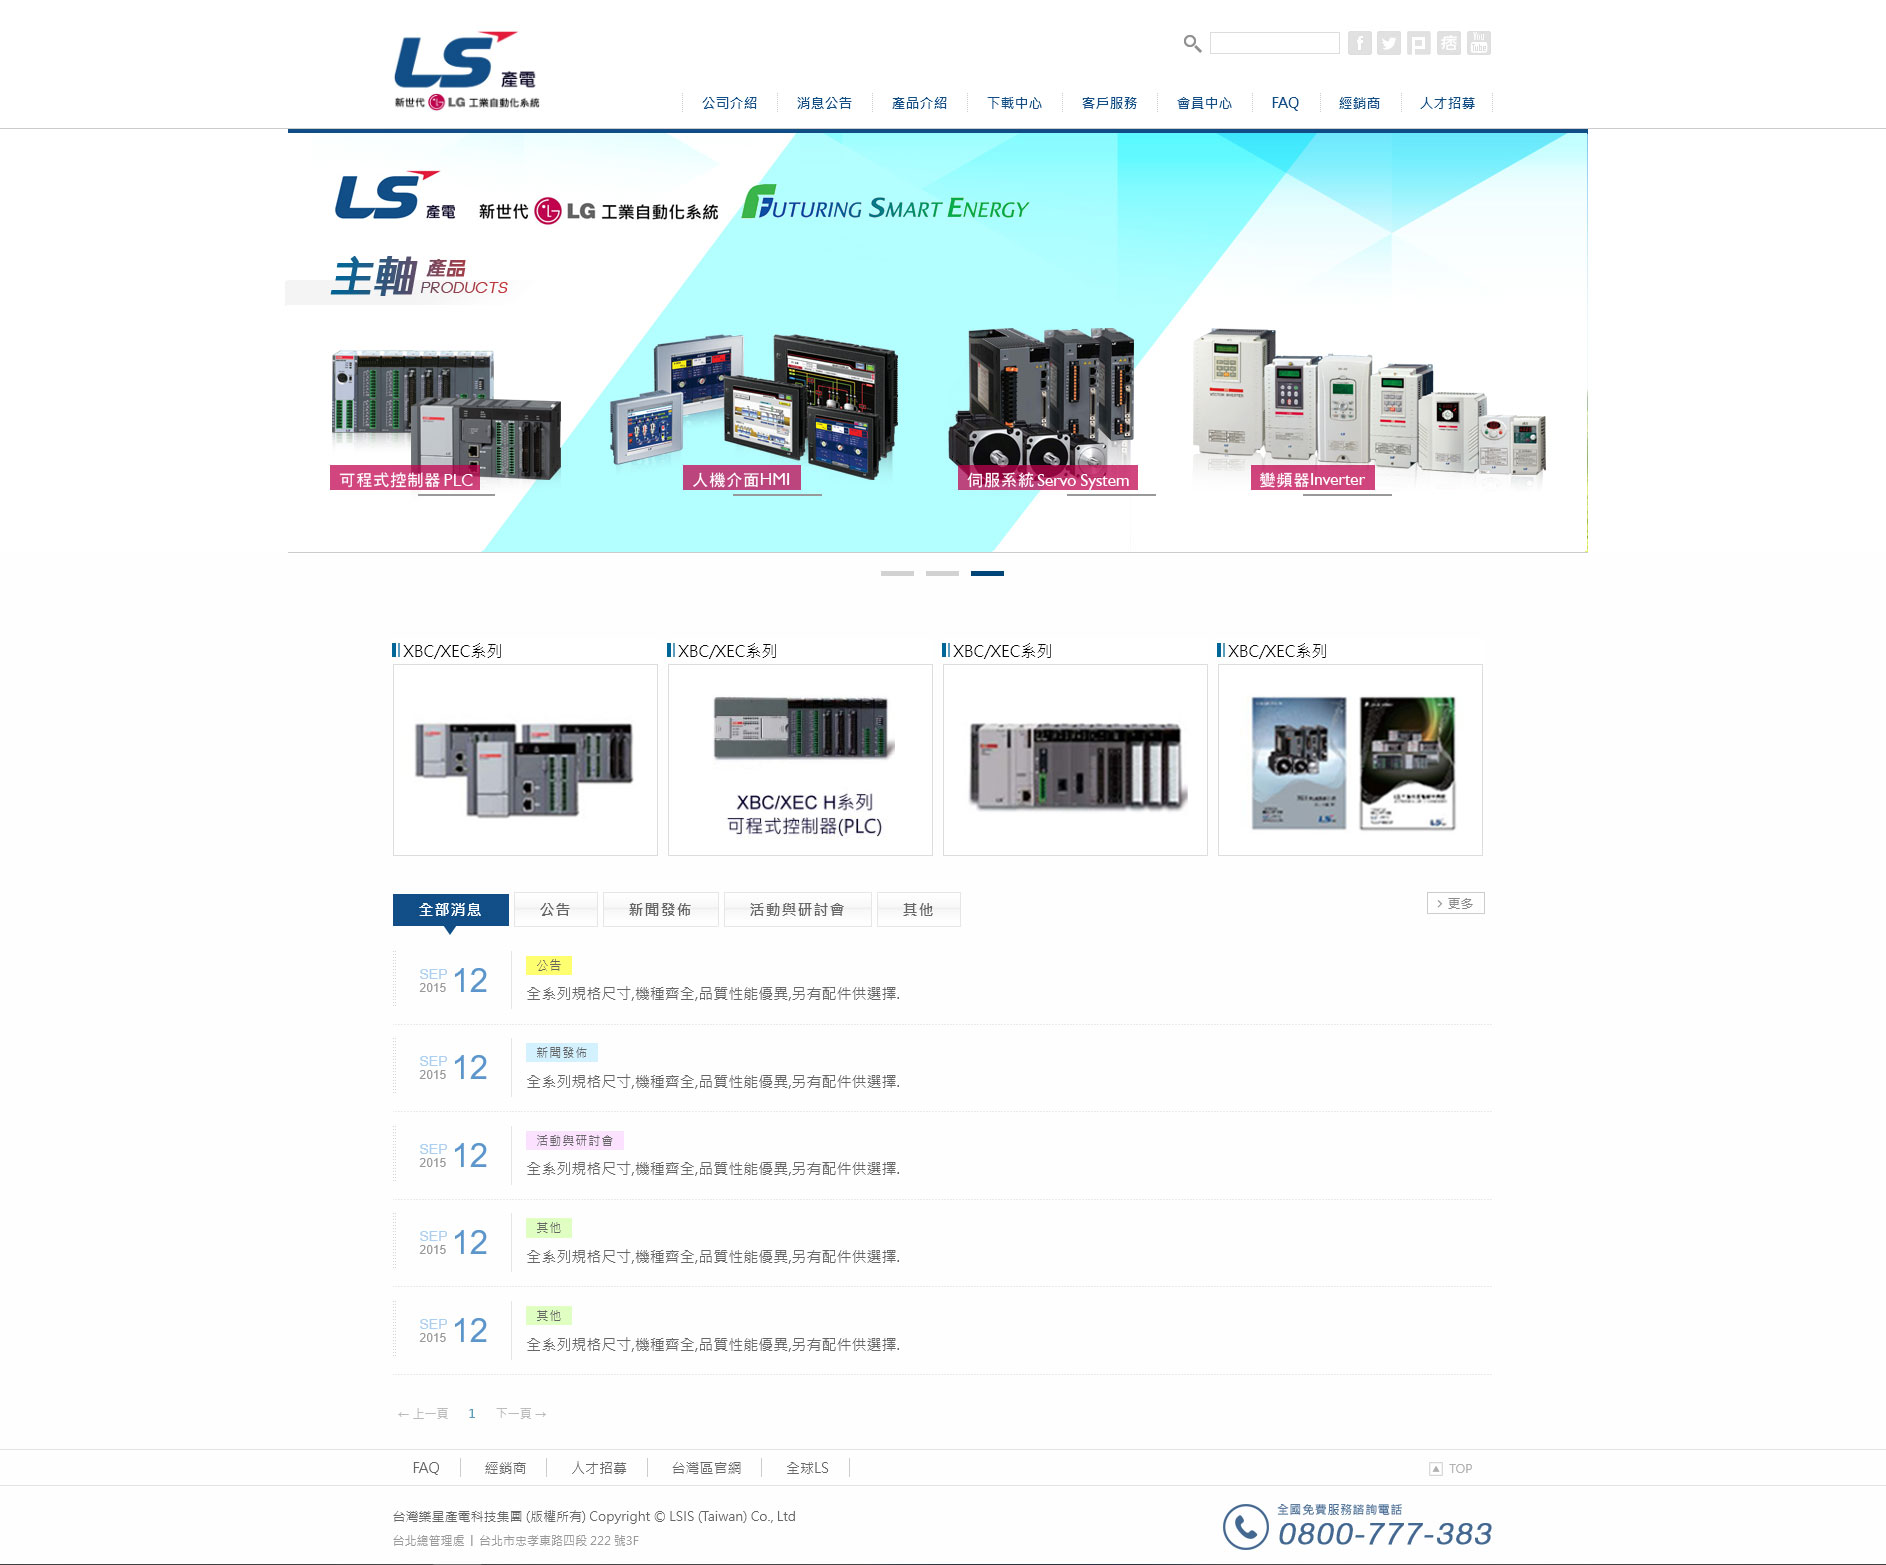 LS 產電
新世代 LG 工業自動化系統
公司介紹 消息公告 產品介紹 下載中心 客戶服務 會員中心 FAQ 經銷商 人才招募
LS 產電 新世代 LG 工業自動化系統 FUTURING SMART ENERGY
主軸 產品 PRODUCTS
可程式控制器 PLC 人機介面HMI 伺服系統 Servo System 變頻器Inverter
XBC/XEC系列 XBC/XEC系列 XBC/XEC系列 XBC/XEC系列
XBC/XEC H系列
可程式控制器(PLC)
全部消息 公告 新聞發佈 活動與研討會 其他 更多
SEP 2015 12 公告
全系列規格尺寸,機種齊全,品質性能優異,另有配件供選擇.
SEP 2015 12 新聞發佈
全系列規格尺寸,機種齊全,品質性能優異,另有配件供選擇.
SEP 2015 12 活動與研討會
全系列規格尺寸,機種齊全,品質性能優異,另有配件供選擇.
SEP 2015 12 其他
全系列規格尺寸,機種齊全,品質性能優異,另有配件供選擇.
SEP 2015 12 其他
全系列規格尺寸,機種齊全,品質性能優異,另有配件供選擇.
← 上一頁 1 下一頁 →
FAQ 經銷商 人才招募 台灣區官網 全球LS TOP
台灣樂星產電科技集團 (版權所有) Copyright © LSIS (Taiwan) Co., Ltd
台北總管理處 | 台北市忠孝東路四段 222 號3F
全國免費服務諮詢電話
0800-777-383